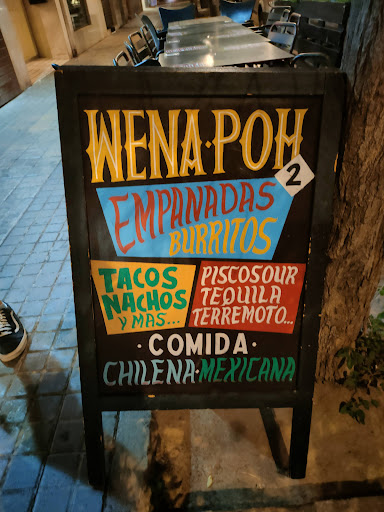 WENA·POH
2
EMPANADAS
BURRITOS
TACOS
NACHOS
Y MAS...
PISCOSOUR
TEQUILA
TERREMOTO...
·COMIDA·
CHILENA·MEXICANA